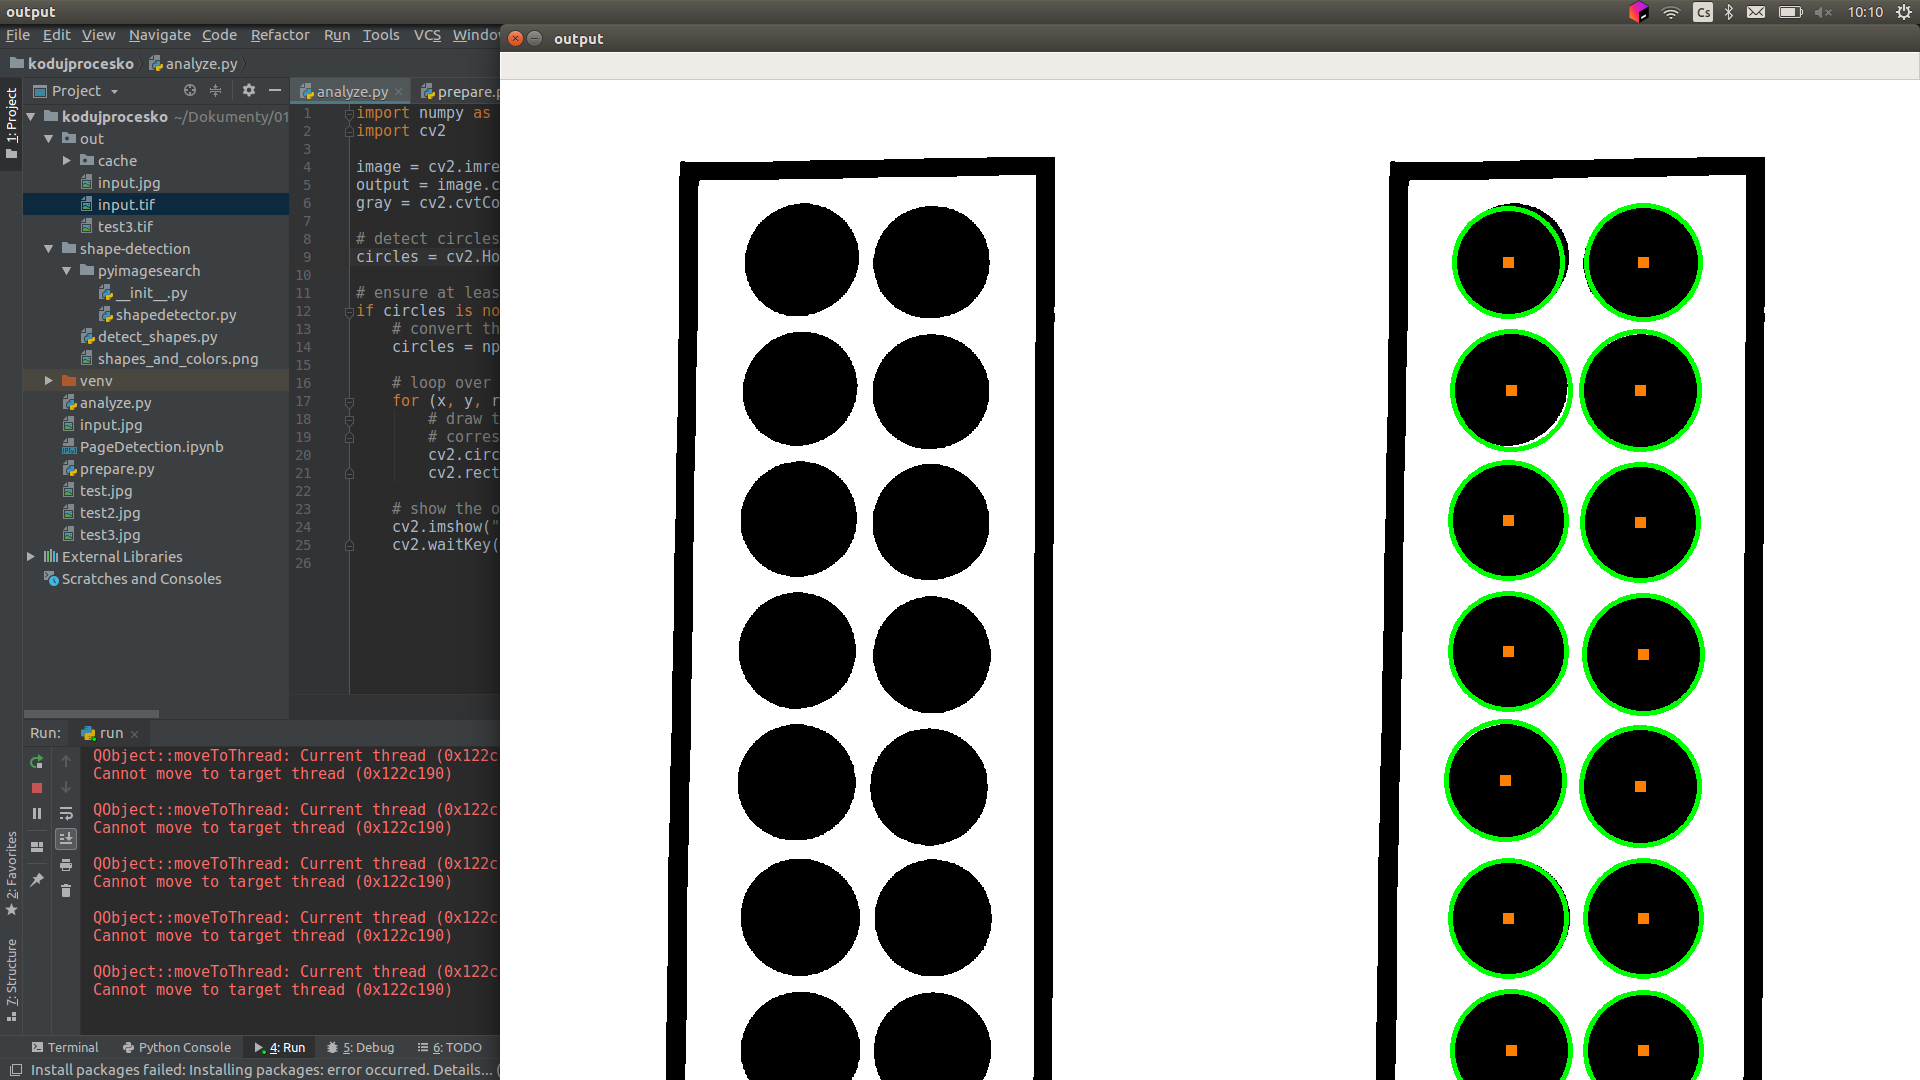 output
Cs
10:10
File Edit View Navigate Code Refactor Run Tools VCS Windo
output
kodujprocesko
analyze.py
1: Project
Project
analyze.py
prepare.p
kodujprocesko ~/Dokumenty/01
out
cache
input.jpg
input.tif
test3.tif
shape-detection
pyimagesearch
__init__.py
shapedetector.py
detect_shapes.py
shapes_and_colors.png
venv
analyze.py
input.jpg
PageDetection.ipynb
prepare.py
test.jpg
test2.jpg
test3.jpg
External Libraries
Scratches and Consoles
1 import numpy as
2 import cv2
3
4 image = cv2.imre
5 output = image.c
6 gray = cv2.cvtCo
7
8 # detect circles
9 circles = cv2.Ho
10
11 # ensure at leas
12 if circles is no
13 # convert th
14 circles = np
15
16 # loop over
17 for (x, y, r
18 # draw t
19 # corres
20 cv2.circ
21 cv2.rect
22
23 # show the o
24 cv2.imshow("
25 cv2.waitKey(
26
Run: run
QObject::moveToThread: Current thread (0x122c
Cannot move to target thread (0x122c190)
QObject::moveToThread: Current thread (0x122c
Cannot move to target thread (0x122c190)
QObject::moveToThread: Current thread (0x122c
Cannot move to target thread (0x122c190)
QObject::moveToThread: Current thread (0x122c
Cannot move to target thread (0x122c190)
QObject::moveToThread: Current thread (0x122c
Cannot move to target thread (0x122c190)
2: Favorites
7: Structure
Terminal Python Console 4: Run 5: Debug 6: TODO
Install packages failed: Installing packages: error occurred. Details... (